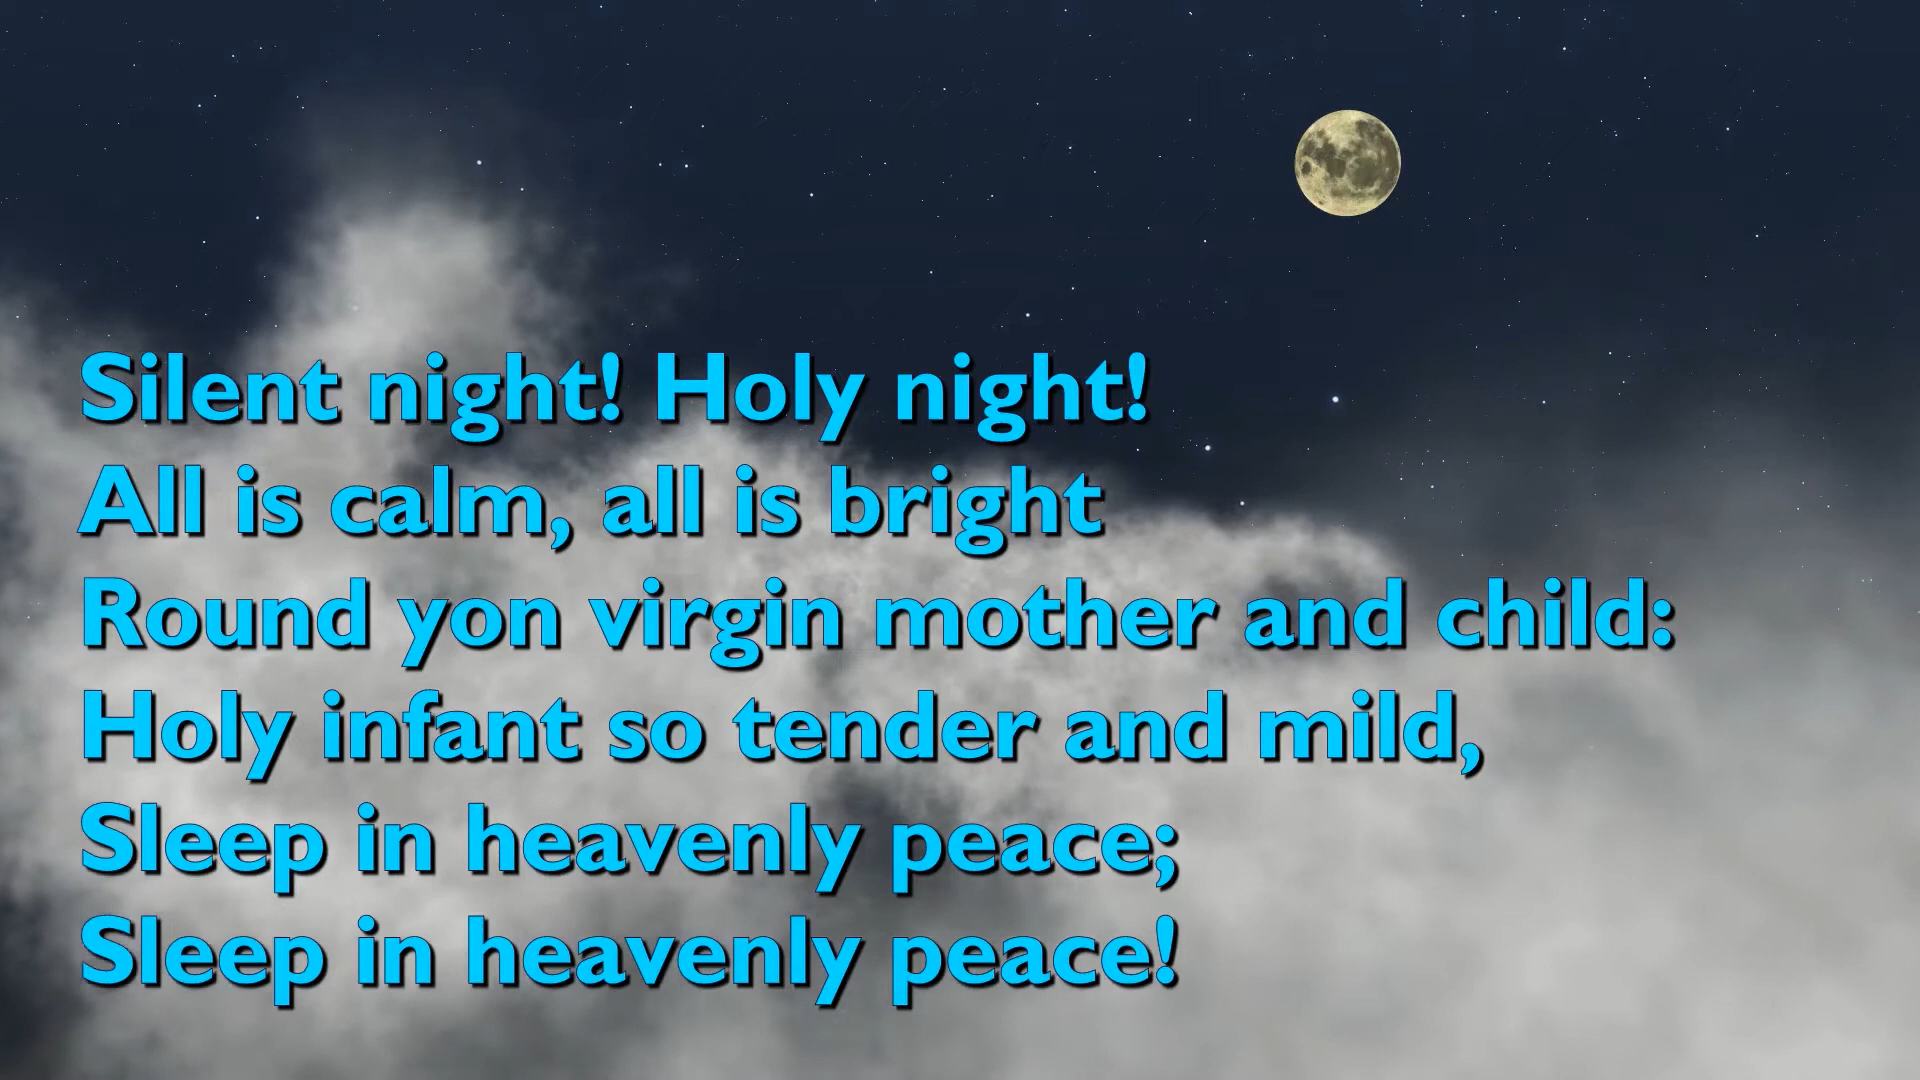 Silent night! Holy night!
All is calm, all is bright
Round yon virgin mother and child:
Holy infant so tender and mild,
Sleep in heavenly peace;
Sleep in heavenly peace!